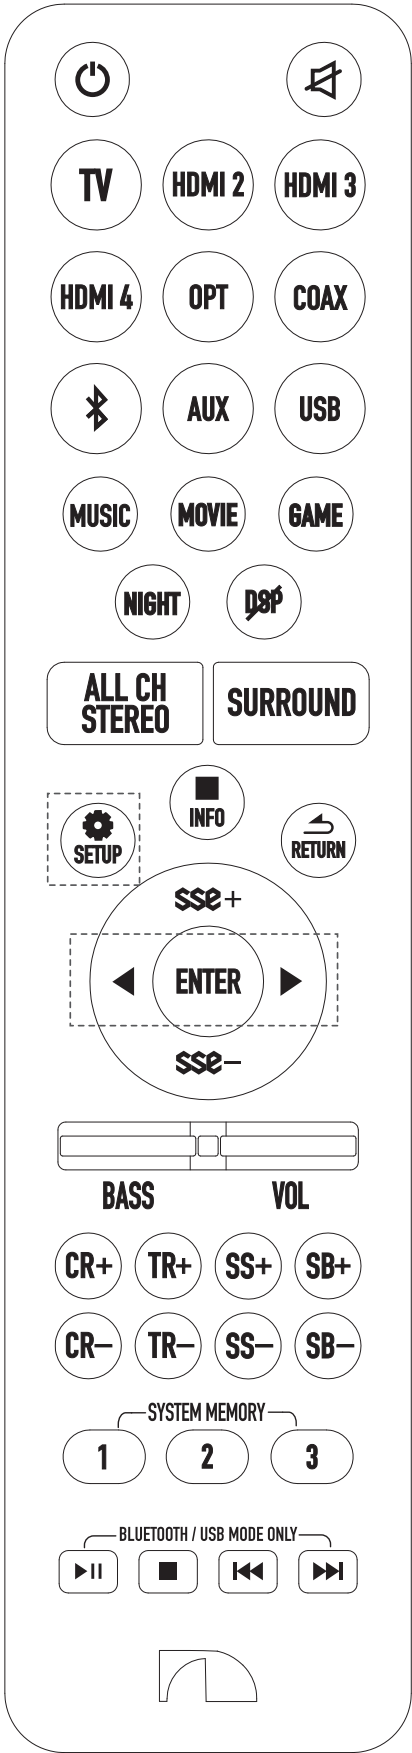 TV HDMI 2 HDMI 3
HDMI 4 OPT COAX
AUX USB
MUSIC MOVIE GAME
NIGHT DSP
ALL CH
STEREO
SURROUND
INFO
SETUP RETURN
SSE+
ENTER
SSE–
BASS VOL
CR+ TR+ SS+ SB+
CR– TR– SS– SB–
SYSTEM MEMORY
1 2 3
BLUETOOTH / USB MODE ONLY